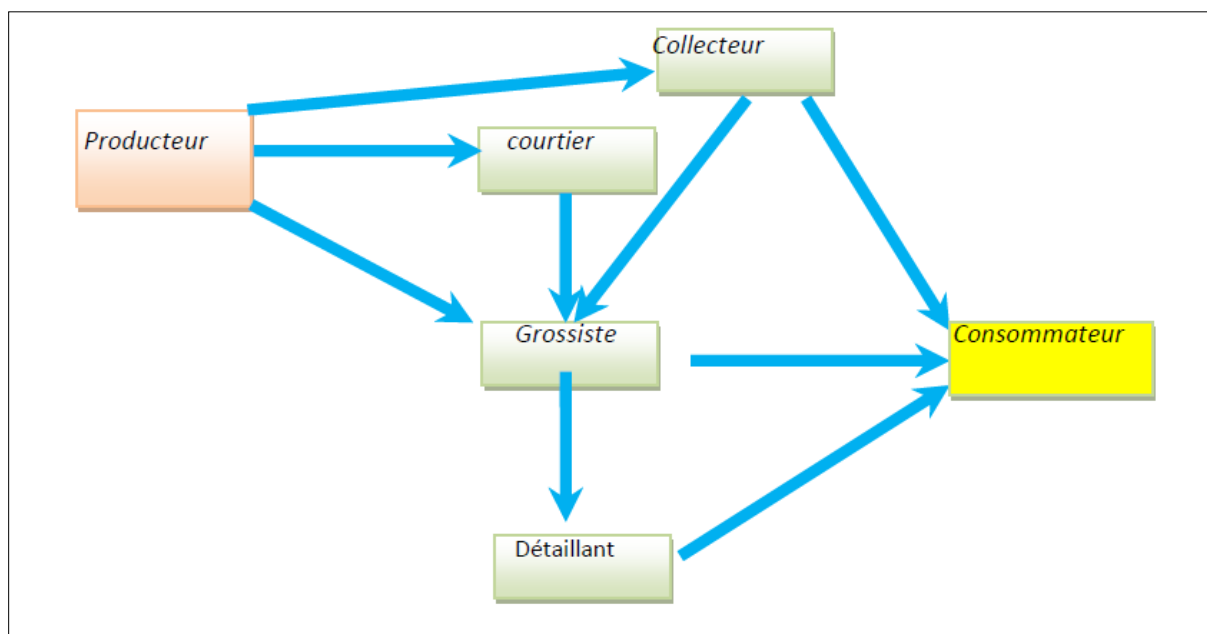 Collecteur
Producteur
courtier
Grossiste
Consommateur
Détaillant